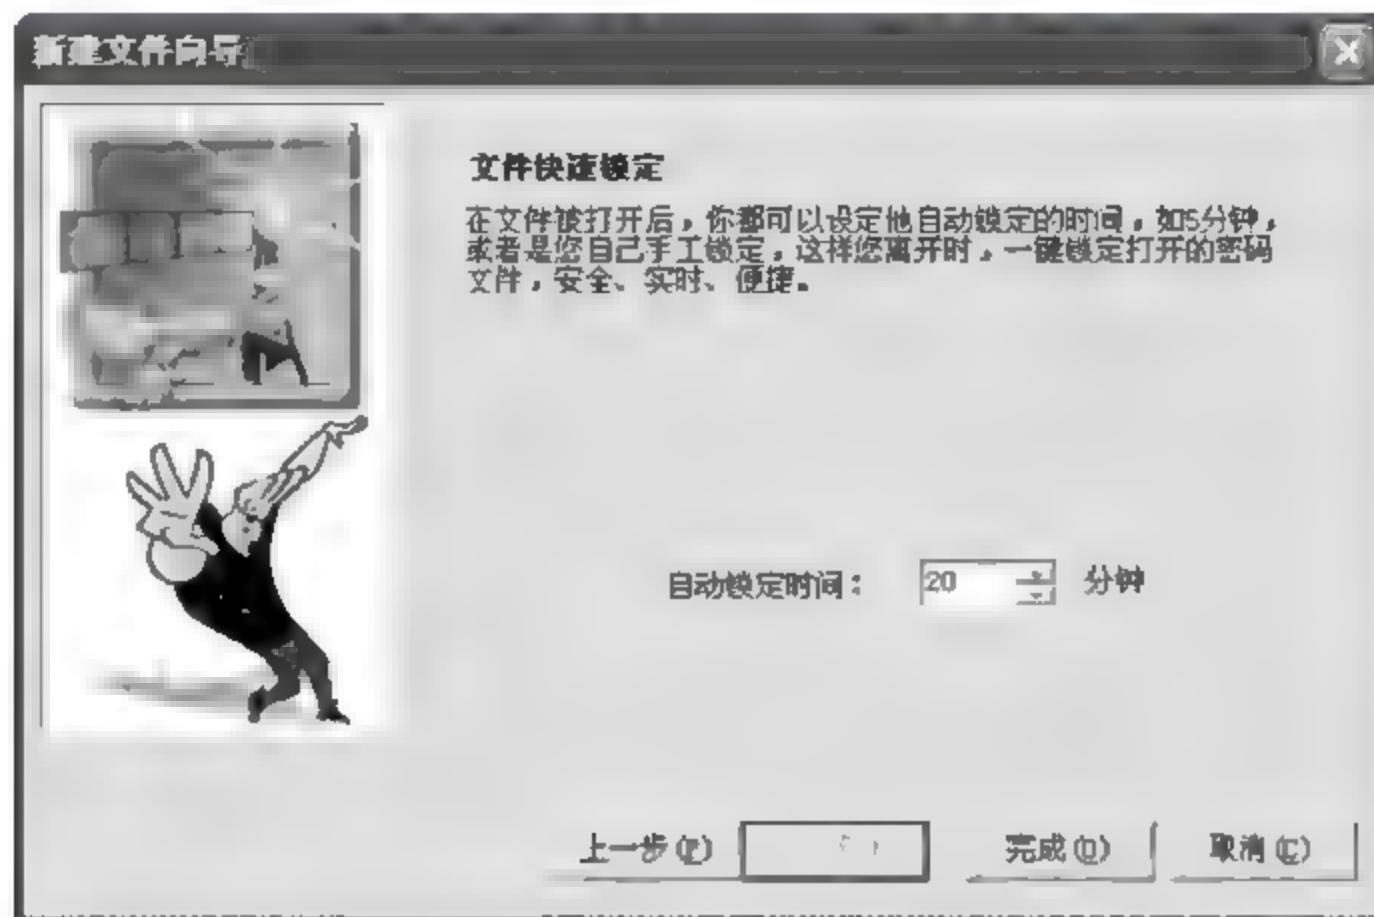 新建文件向导
文件快速锁定
在文件被打开后，你都可以设定他自动锁定的时间，如5分钟，
或者是您自己手工锁定，这样您离开时，一键锁定打开的密码
文件，安全、实时、便捷。
自动锁定时间： 20 分钟
上一步(P) 完成(D) 取消(C)